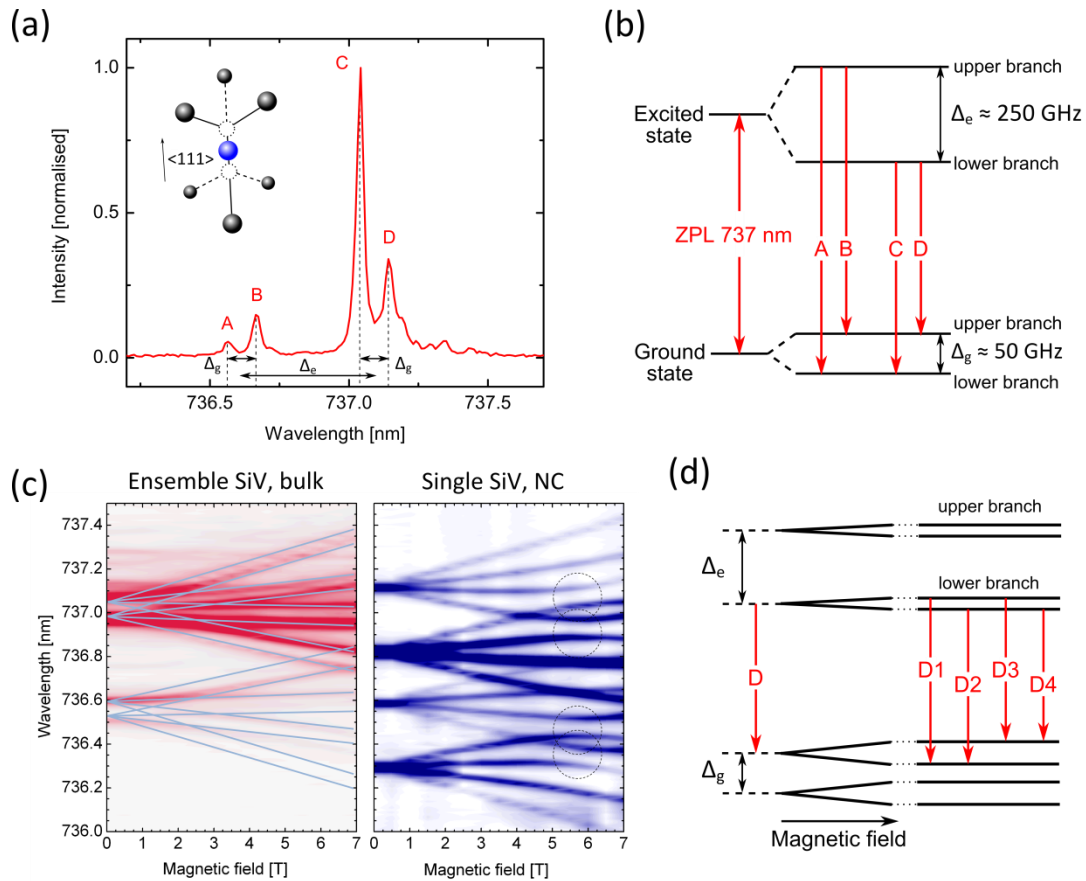 (a)
Intensity [normalised]
1.0
0.5
0.0
<111>
A
B
C
D
Δg
Δe
Δg
736.5
737.0
737.5
Wavelength [nm]
(b)
Excited
state
upper branch
Δe ≈ 250 GHz
lower branch
ZPL 737 nm
A
B
C
D
Ground
state
upper branch
Δg ≈ 50 GHz
lower branch
(c)
Ensemble SiV, bulk
Single SiV, NC
Wavelength [nm]
737.4
737.2
737.0
736.8
736.6
736.4
736.2
736.0
0 1 2 3 4 5 6 7
Magnetic field [T]
0 1 2 3 4 5 6 7
Magnetic field [T]
(d)
upper branch
Δe
lower branch
D
D1
D2
D3
D4
Δg
Magnetic field